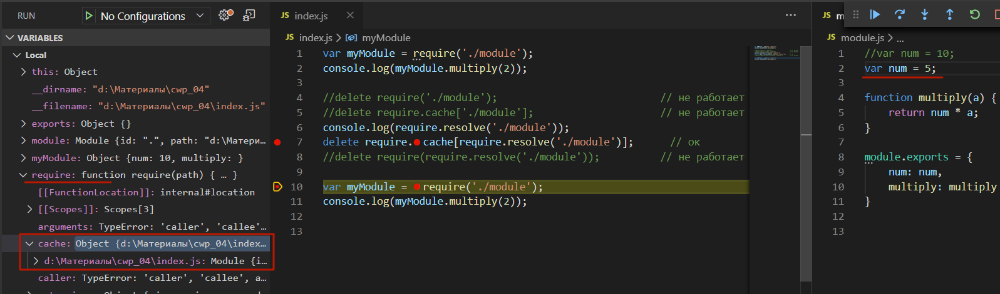 RUN
No Configurations
VARIABLES
Local
this: Object
__dirname: "d:\Материалы\cwp_04"
__filename: "d:\Материалы\cwp_04\index.js"
exports: Object {}
module: Module {id: ".", path: "d:\Матери…
myModule: Object {num: 10, multiply: }
require: function require(path) { … }
[[FunctionLocation]]: internal#location
[[Scopes]]: Scopes[3]
arguments: TypeError: 'caller', 'callee'…
cache: Object {d:\Материалы\cwp_04\index…
d:\Материалы\cwp_04\index.js: Module {i…
caller: TypeError: 'caller', 'callee', a…
JS index.js
JS index.js > myModule
1 var myModule = require('./module');
2 console.log(myModule.multiply(2));
3
4 //delete require('./module'); // не работает
5 //delete require.cache['./module']; // не работает
6 console.log(require.resolve('./module'));
7 delete require.cache[require.resolve('./module')]; // ок
8 //delete require(require.resolve('./module')); // не работает
9
10 var myModule = require('./module');
11 console.log(myModule.multiply(2));
12
13
JS m
JS module.js > ...
1 //var num = 10;
2 var num = 5;
3
4 function multiply(a) {
5 return num * a;
6 }
7
8 module.exports = {
9 num: num,
10 multiply: multiply
11 }
12
13